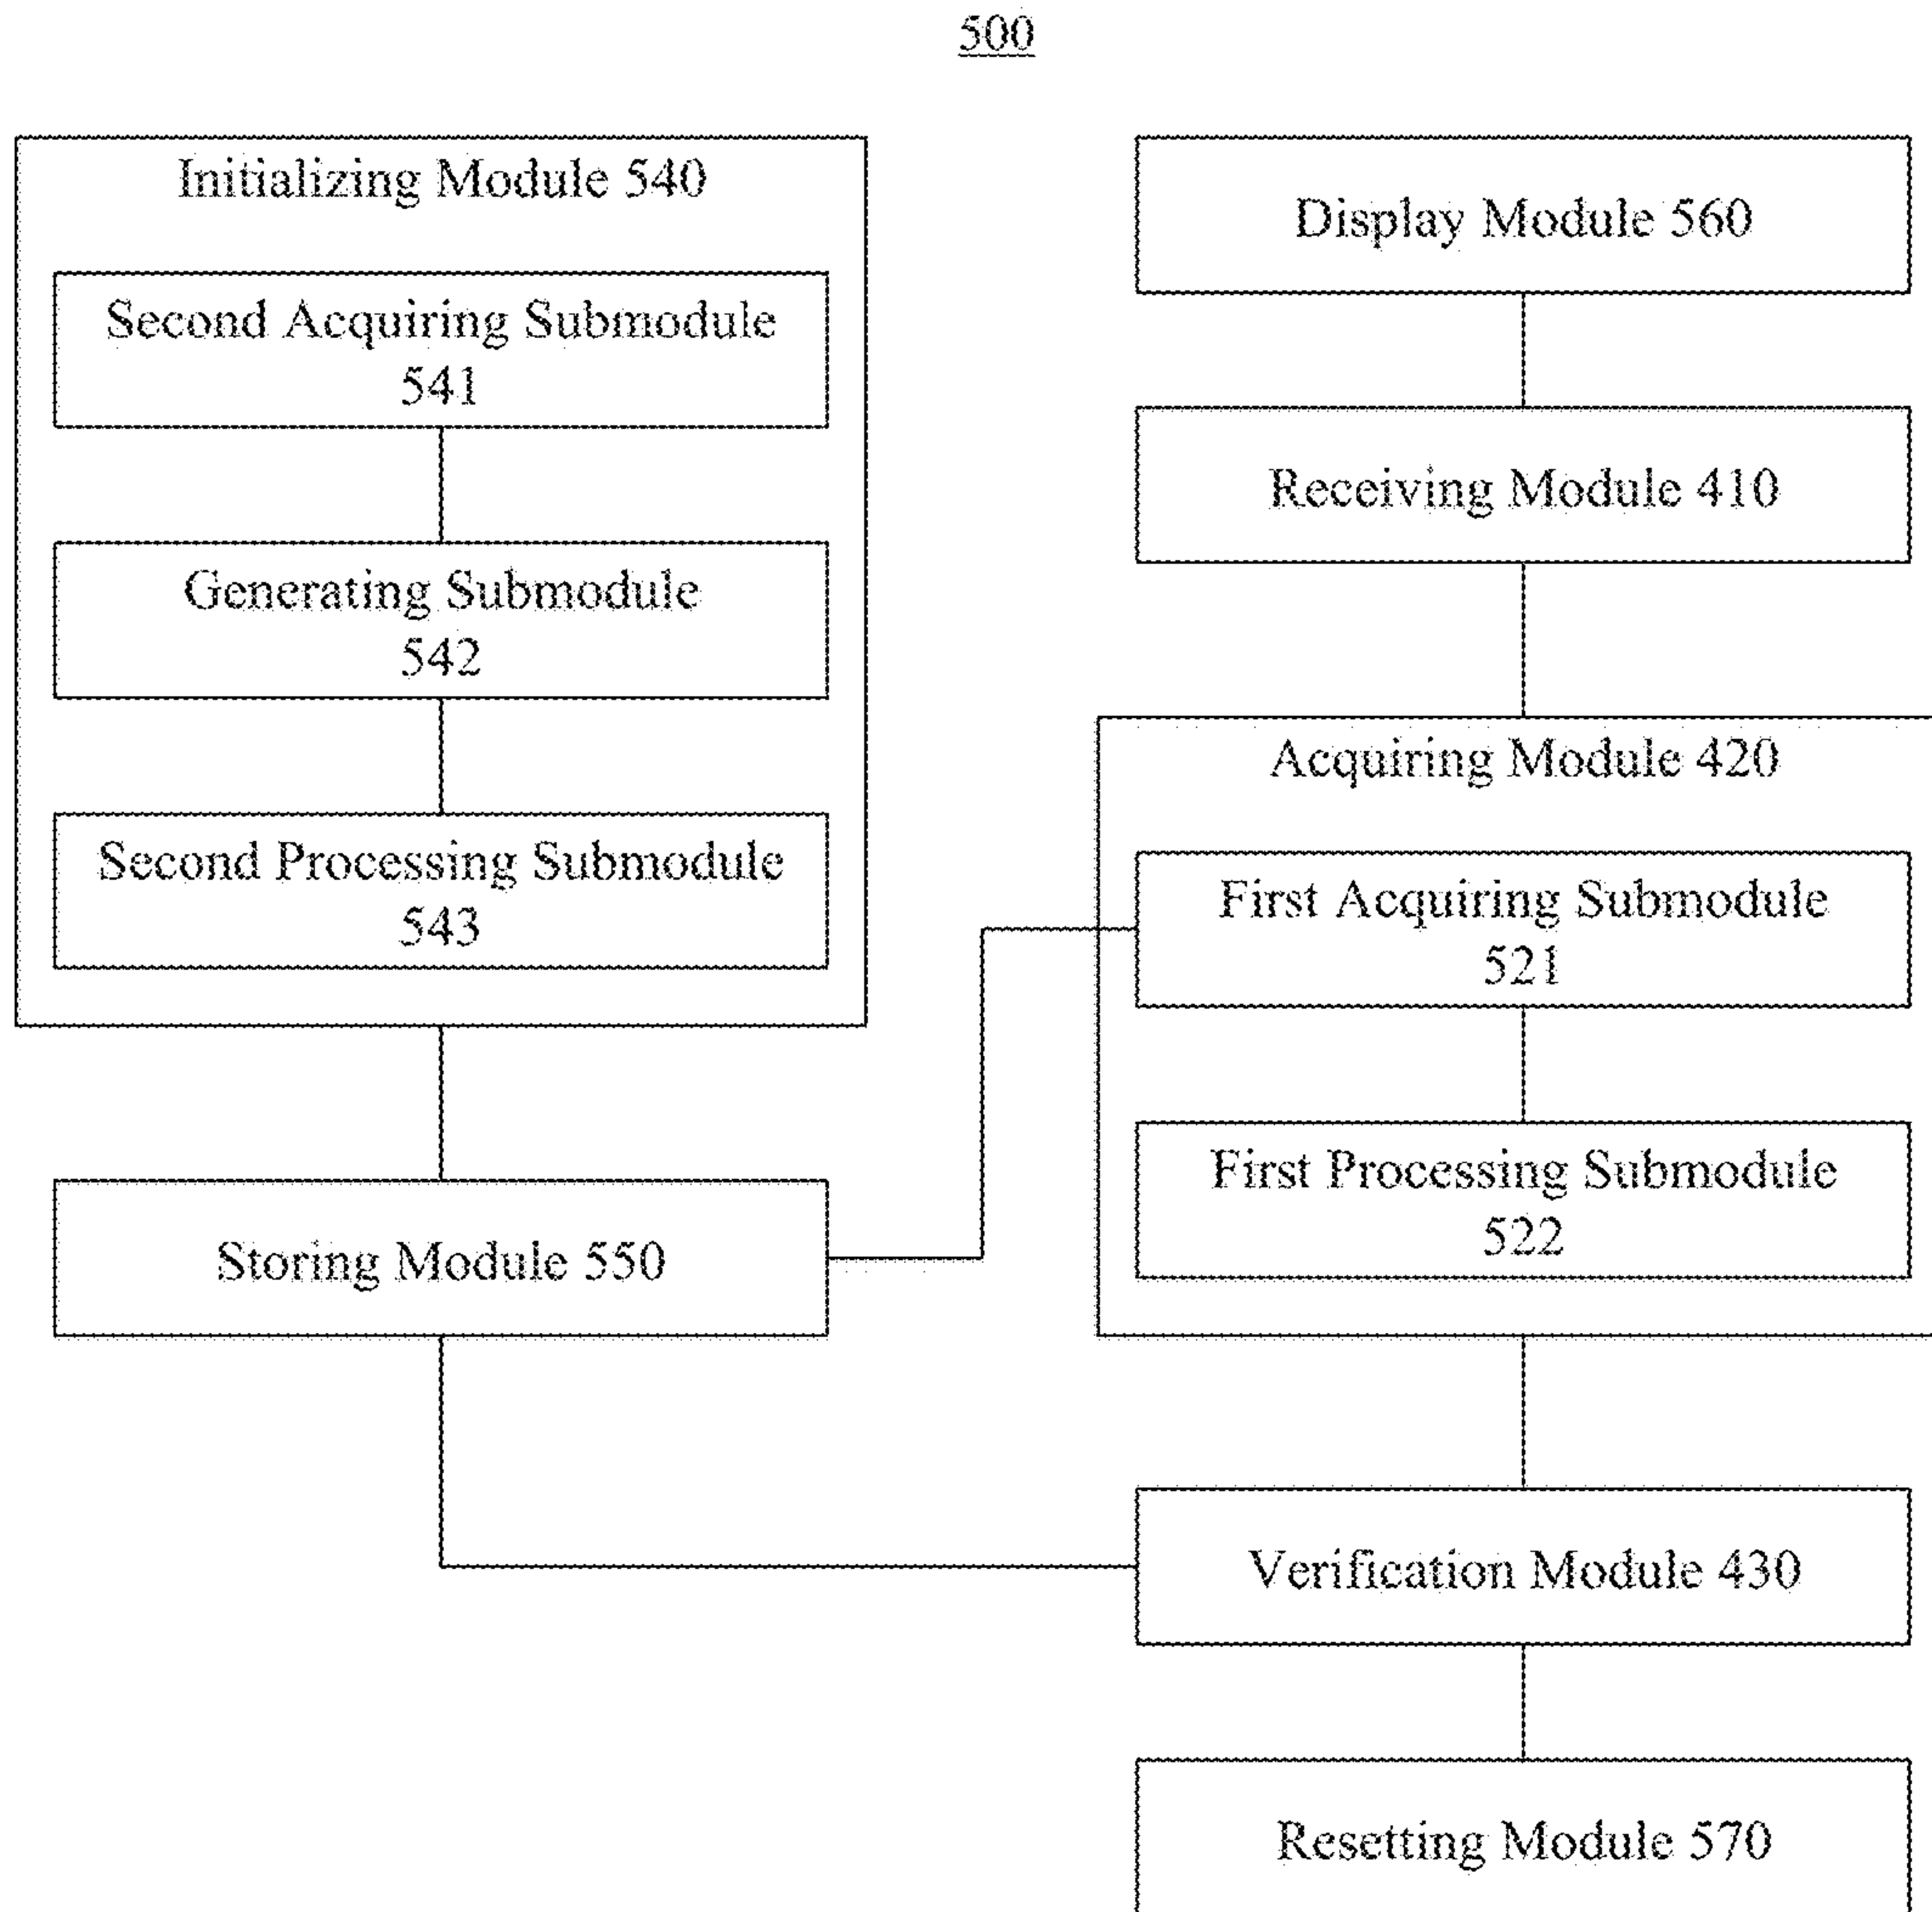 500
Initializing Module 540
Second Acquiring Submodule
541
Generating Submodule
542
Second Processing Submodule
543
Storing Module 550
Display Module 560
Receiving Module 410
Acquiring Module 420
First Acquiring Submodule
521
First Processing Submodule
522
Verification Module 430
Resetting Module 570